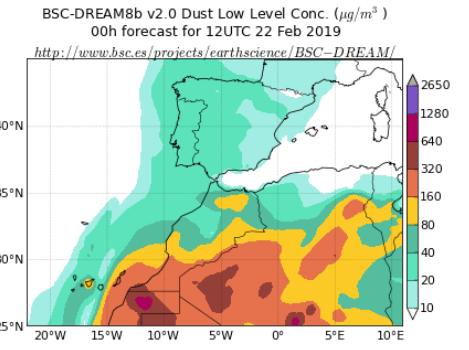 BSC-DREAM8b v2.0 Dust Low Level Conc. (μg/m³ )
00h forecast for 12UTC 22 Feb 2019
http://www.bsc.es/projects/earthscience/BSC−DREAM/
2650
1280
40°N
640
320
35°N
160
80
30°N
40
20
10
25°N
20°W 15°W 10°W 5°W 0° 5°E 10°E